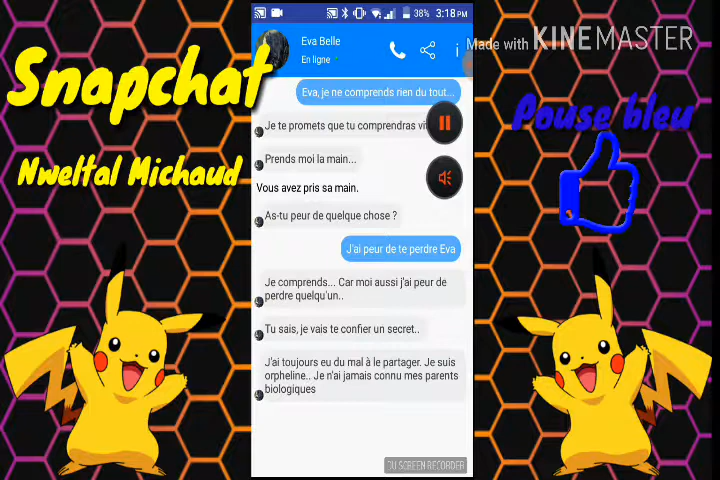 Snapchat
Nweltal Michaud
38% 3:18 PM
Eva Belle
En ligne
i
Made with KINEMASTER
Pouse bleu
Eva, je ne comprends rien du tout...
Je te promets que tu comprendras
Prends moi la main...
Vous avez pris sa main.
As-tu peur de quelque chose ?
J'ai peur de te perdre Eva
Je comprends... Car moi aussi j'ai peur de
perdre quelqu'un..
Tu sais, je vais te confier un secret..
J'ai toujours eu du mal à le partager. Je suis
orpheline.. Je n'ai jamais connu mes parents
biologiques
DU SCREEN RECORDER